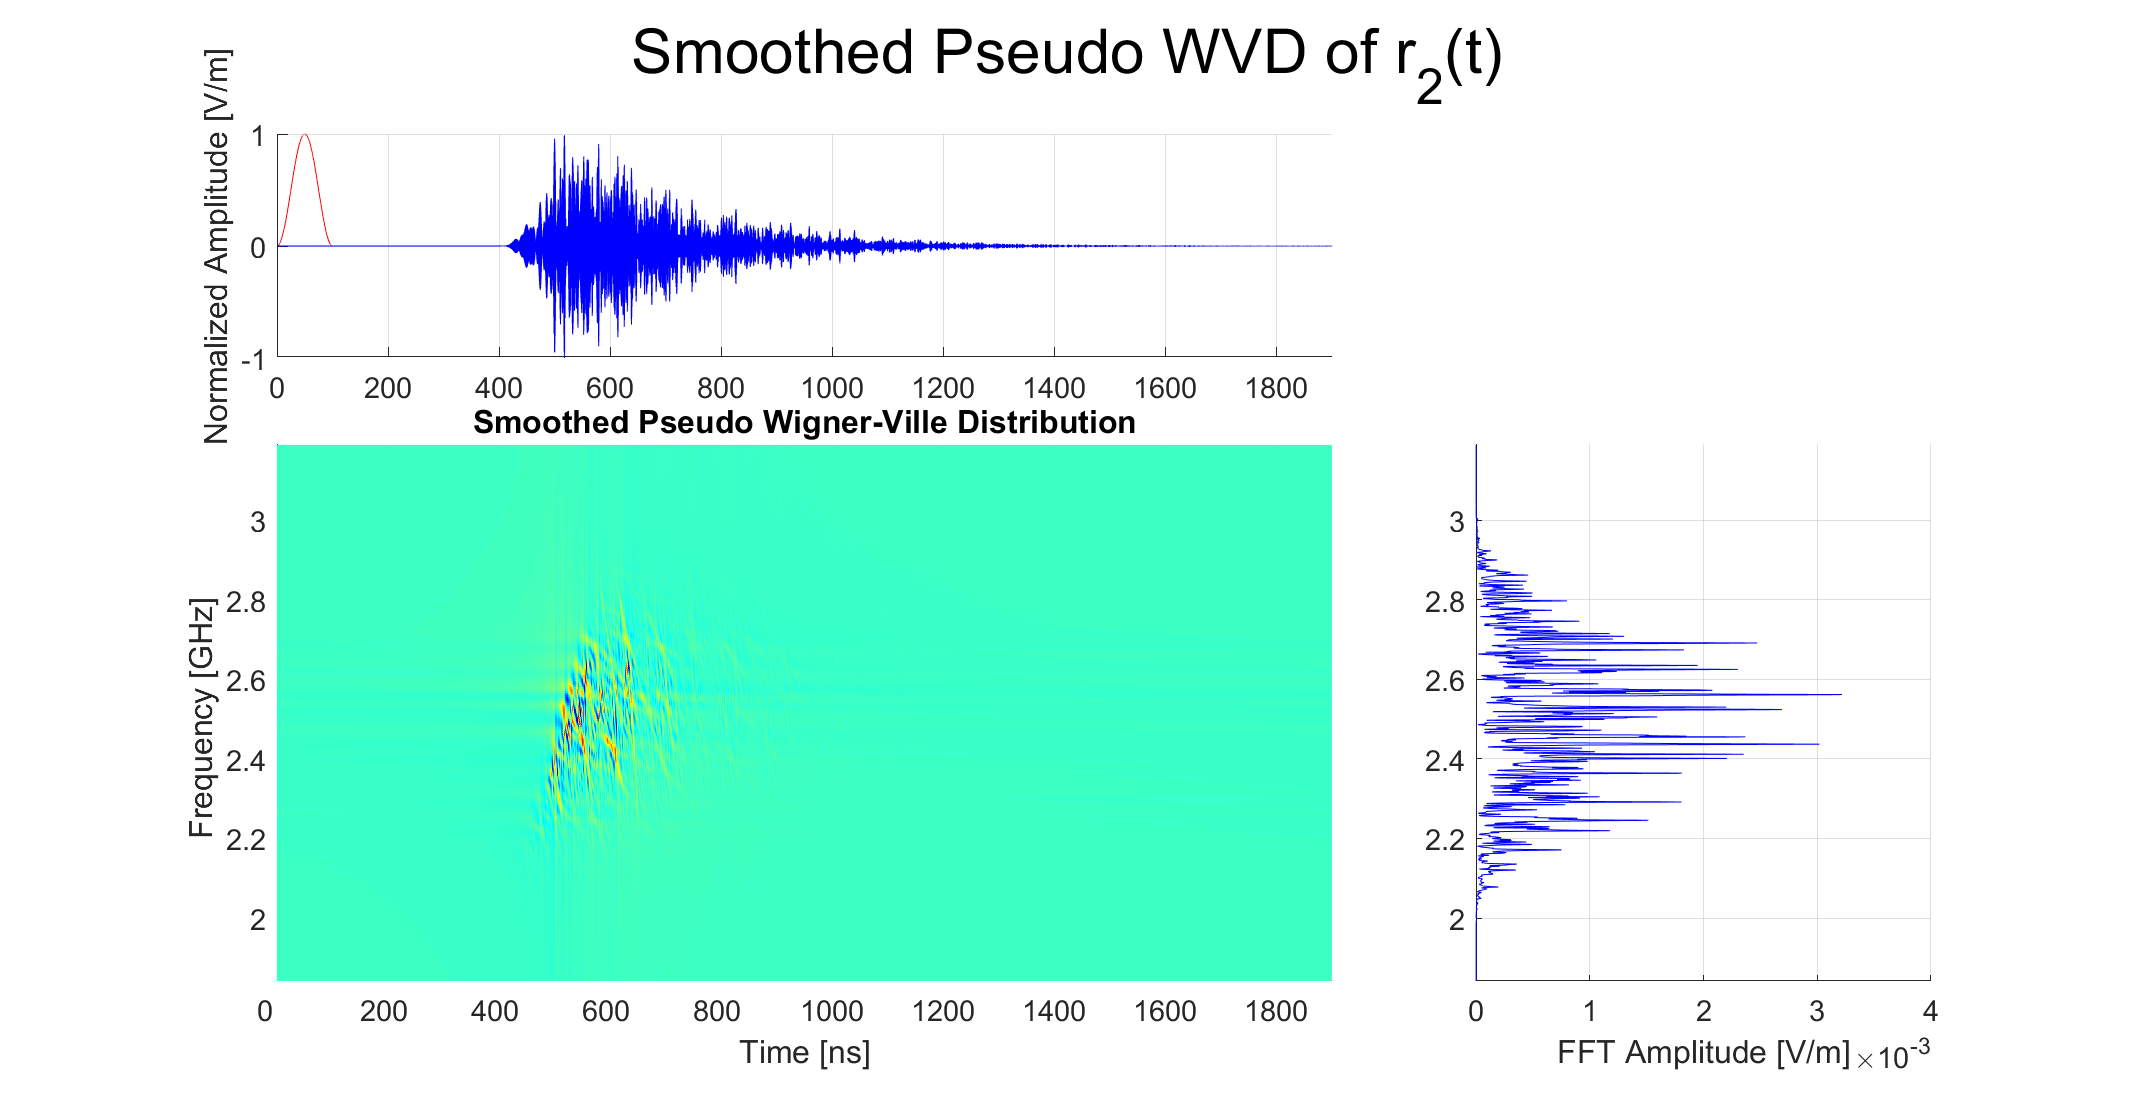 Smoothed Pseudo WVD of r2(t)
Normalized Amplitude [V/m]
1
0
-1
0 200 400 600 800 1000 1200 1400 1600 1800
Smoothed Pseudo Wigner-Ville Distribution
Frequency [GHz]
3
2.8
2.6
2.4
2.2
2
0 200 400 600 800 1000 1200 1400 1600 1800
Time [ns]
3
2.8
2.6
2.4
2.2
2
0 1 2 3 4
FFT Amplitude [V/m] ×10-3